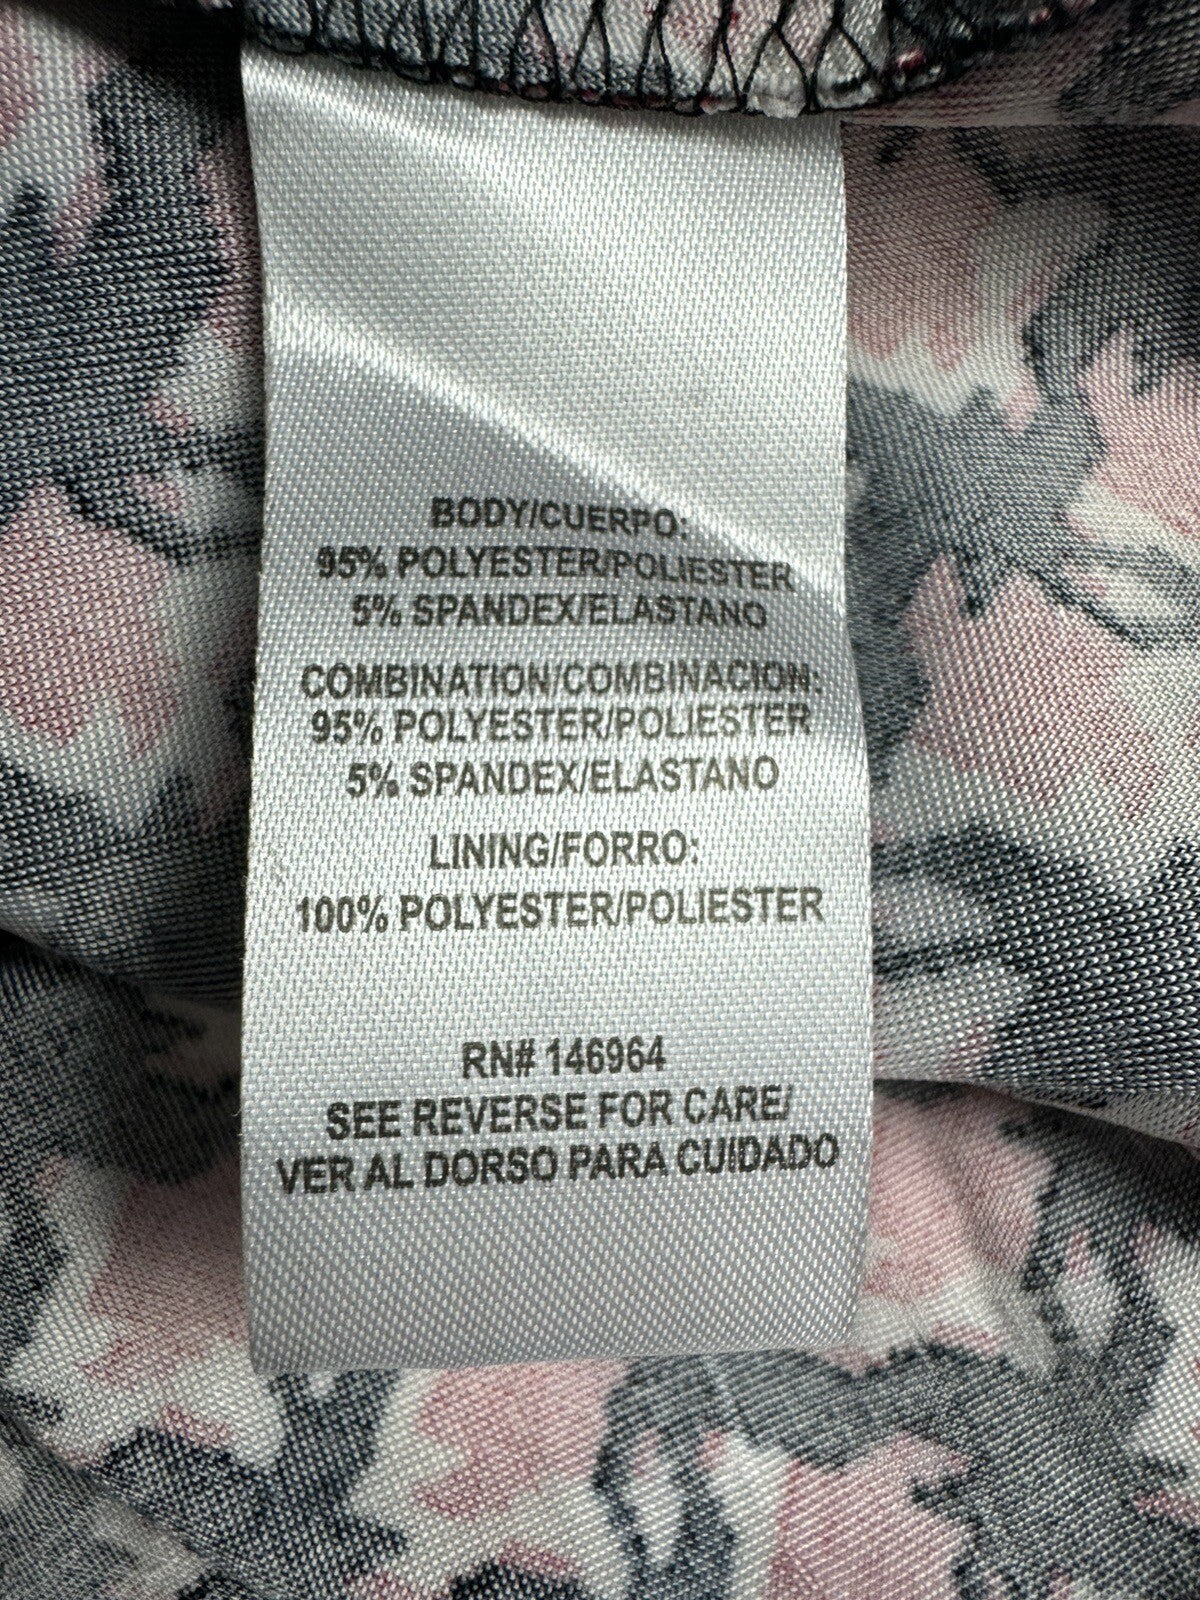 BODY/CUERPO:
95% POLYESTER/POLIESTER
5% SPANDEX/ELASTANO
COMBINATION/COMBINACION:
95% POLYESTER/POLIESTER
5% SPANDEX/ELASTANO
LINING/FORRO:
100% POLYESTER/POLIESTER
RN# 146964
SEE REVERSE FOR CARE/
VER AL DORSO PARA CUIDADO